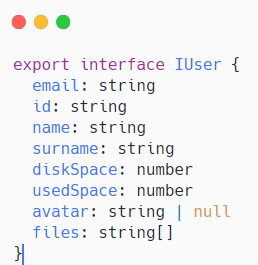 export interface IUser {
  email: string
  id: string
  name: string
  surname: string
  diskSpace: number
  usedSpace: number
  avatar: string | null
  files: string[]
}